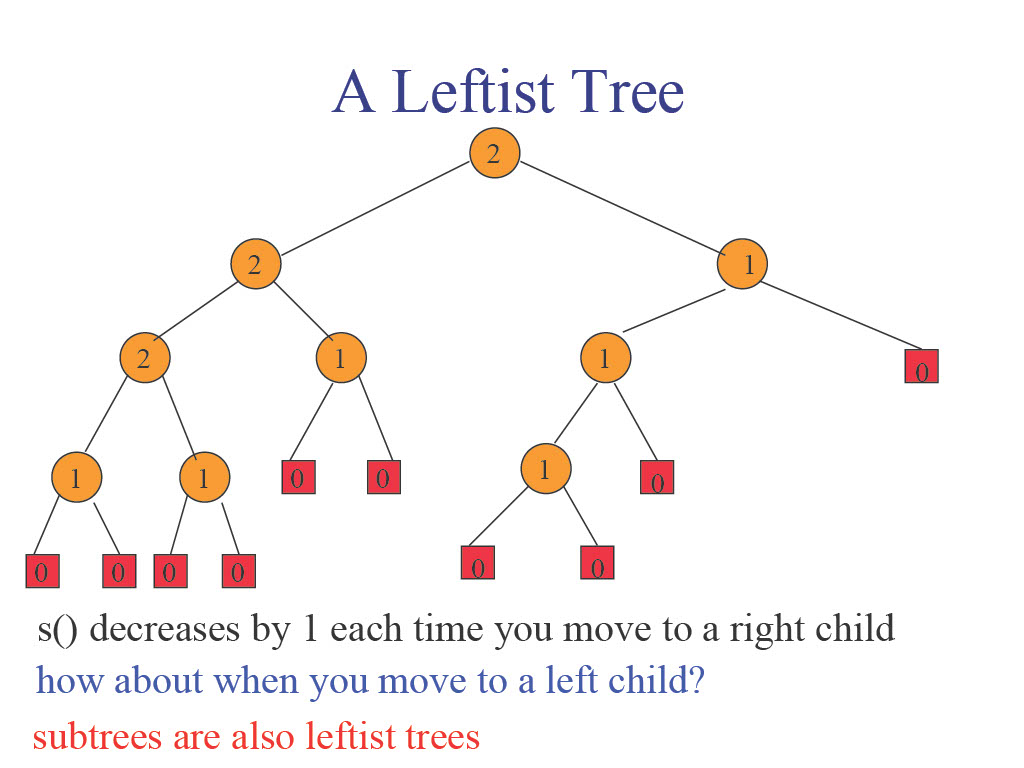 A Leftist Tree
2
2 1
2 1 1 0
1 1 0 0 1 0
0 0 0 0 0 0
s() decreases by 1 each time you move to a right child
how about when you move to a left child?
subtrees are also leftist trees